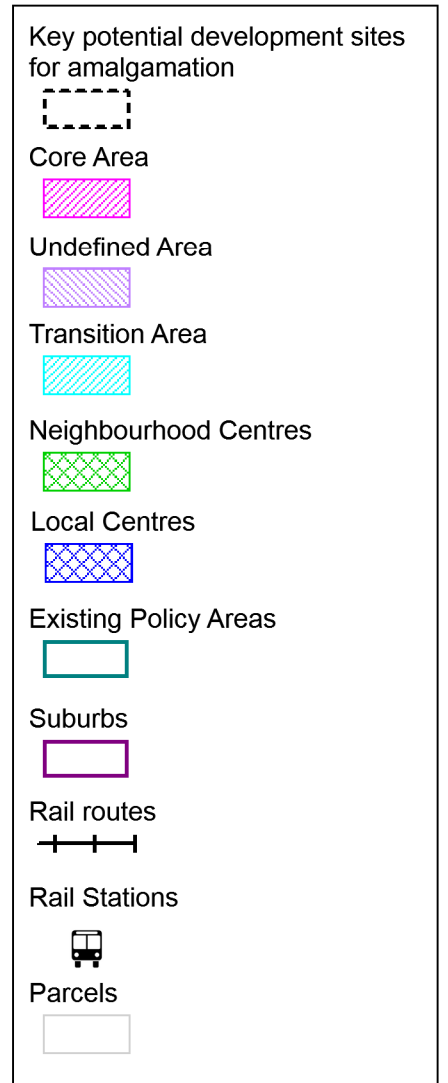 Key potential development sites
for amalgamation
Core Area
Undefined Area
Transition Area
Neighbourhood Centres
Local Centres
Existing Policy Areas
Suburbs
Rail routes
Rail Stations
Parcels